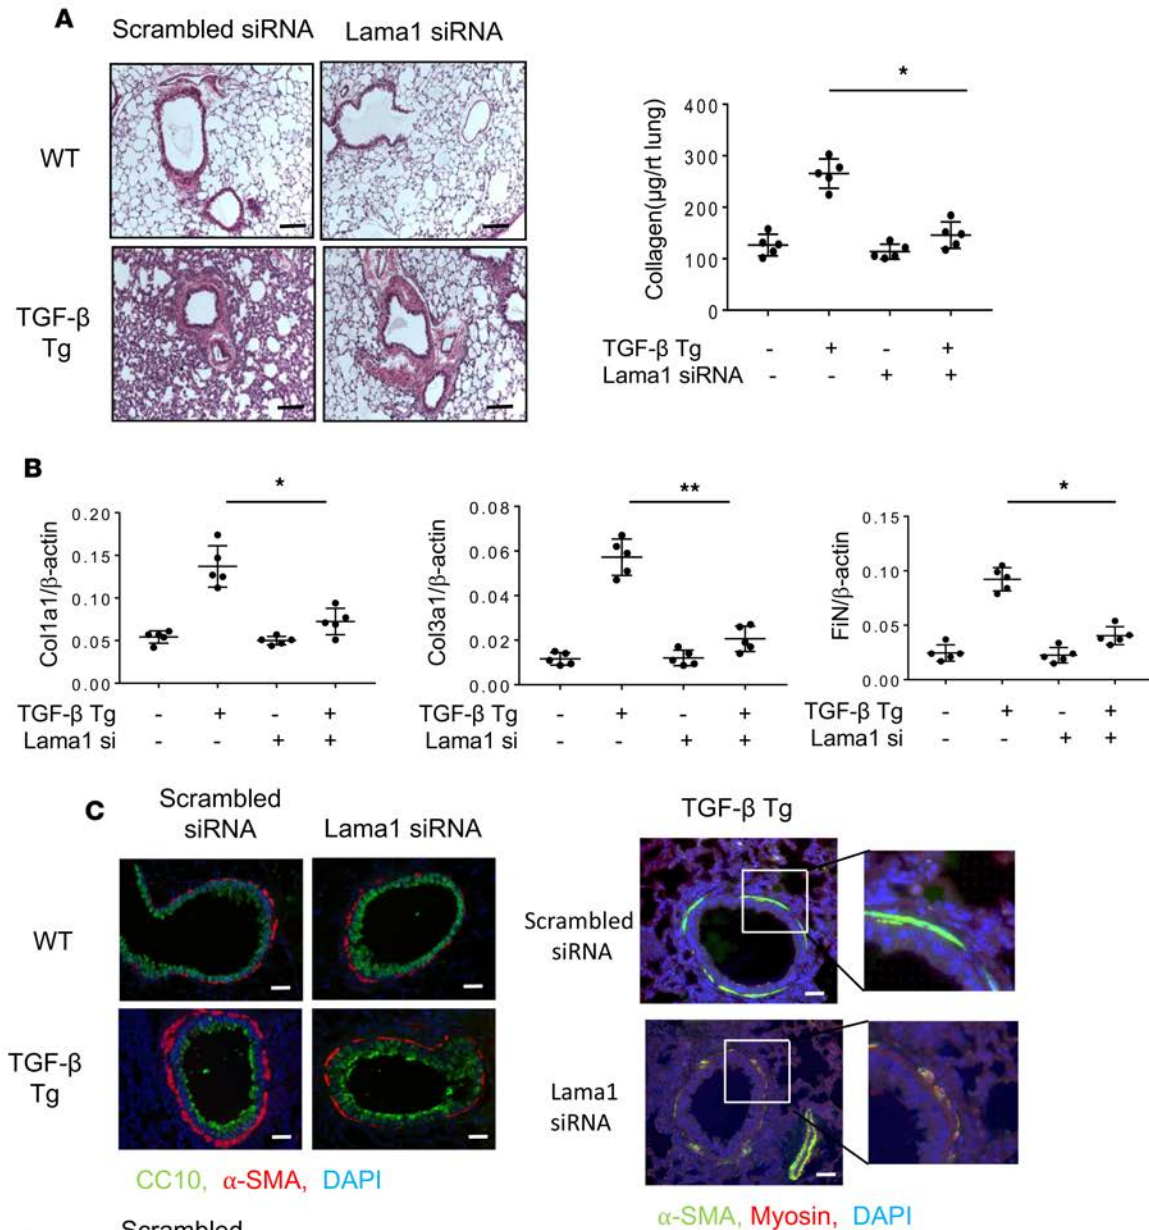 A
Scrambled siRNA
Lama1 siRNA
WT
TGF-β
Tg
*
Collagen(µg/rt lung)
400
300
200
100
0
TGF-β Tg - + - +
Lama1 siRNA - - + +
B
*
Col1a1/β-actin
0.20
0.15
0.10
0.05
0.00
TGF-β Tg - + - +
Lama1 si - - + +
**
Col3a1/β-actin
0.08
0.06
0.04
0.02
0.00
TGF-β Tg - + - +
Lama1 si - - + +
*
FiN/β-actin
0.15
0.10
0.05
0.00
TGF-β Tg - + - +
Lama1 si - - + +
C
Scrambled
siRNA
Lama1 siRNA
WT
TGF-β
Tg
CC10, α-SMA, DAPI
TGF-β Tg
Scrambled
siRNA
Lama1
siRNA
α-SMA, Myosin, DAPI
Scrambled